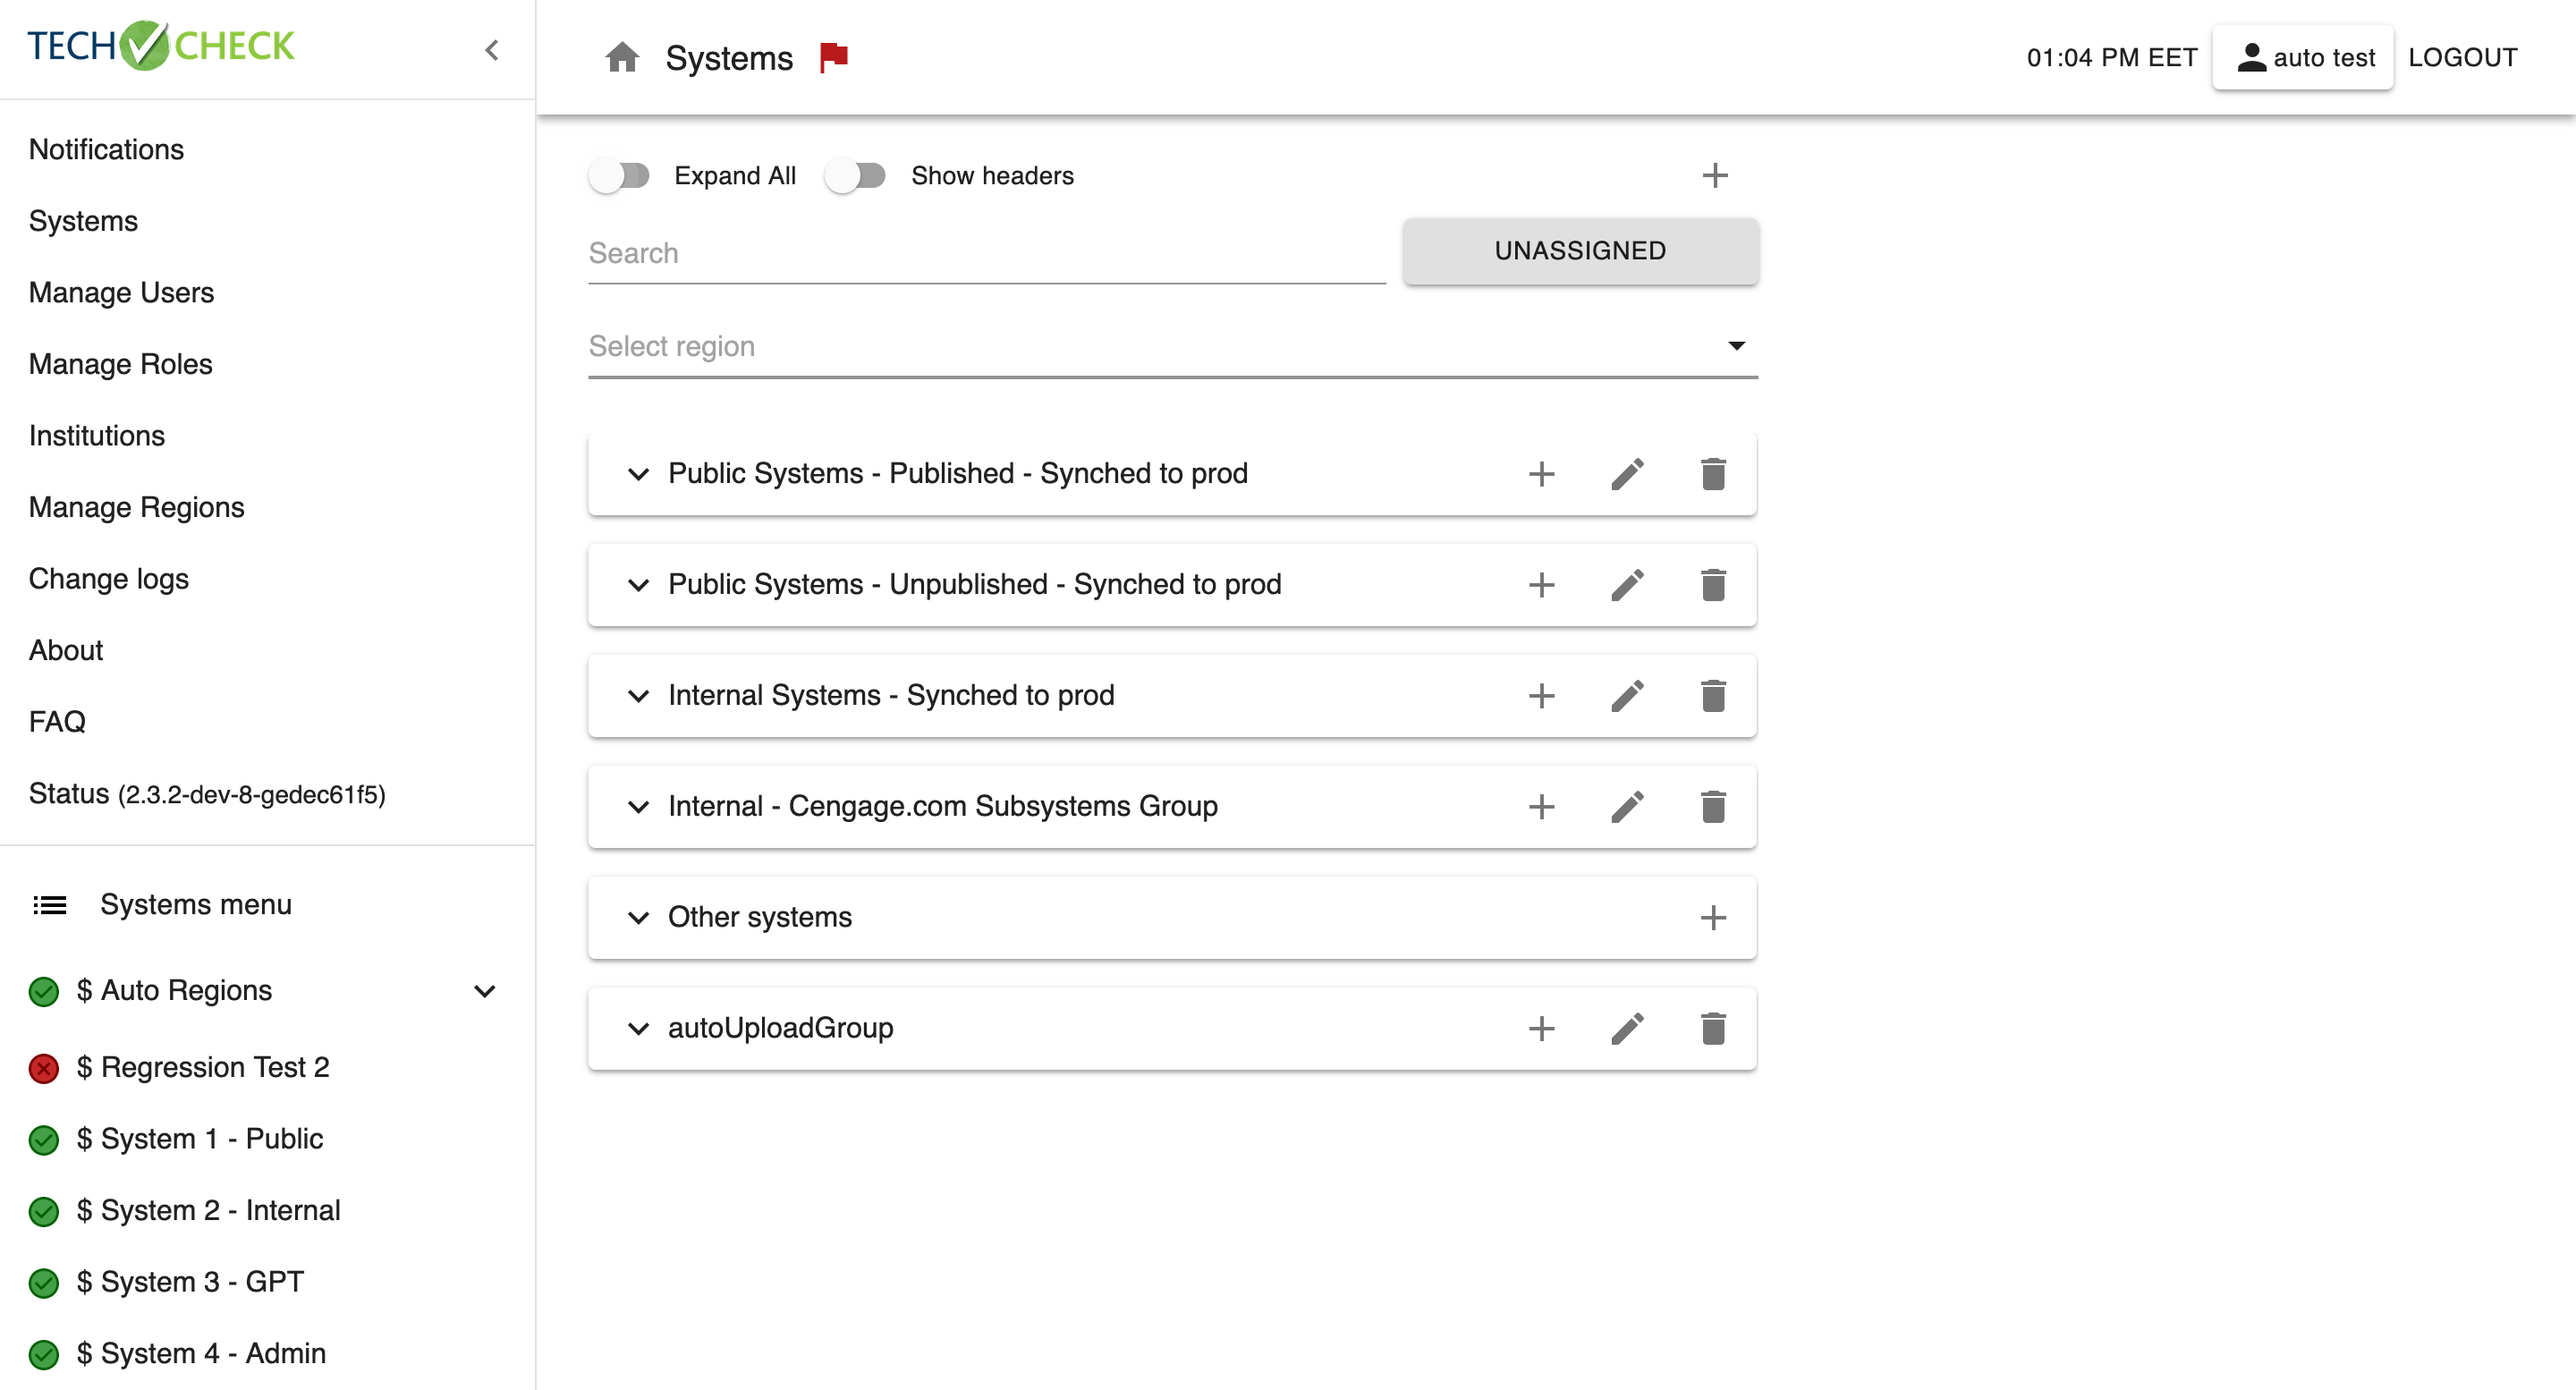 TECH CHECK
Notifications
Systems
Manage Users
Manage Roles
Institutions
Manage Regions
Change logs
About
FAQ
Status (2.3.2-dev-8-gedec61f5)
Systems menu
$ Auto Regions
$ Regression Test 2
$ System 1 - Public
$ System 2 - Internal
$ System 3 - GPT
$ System 4 - Admin
Systems
01:04 PM EET auto test LOGOUT
Expand All Show headers
Search UNASSIGNED
Select region
Public Systems - Published - Synched to prod
Public Systems - Unpublished - Synched to prod
Internal Systems - Synched to prod
Internal - Cengage.com Subsystems Group
Other systems
autoUploadGroup